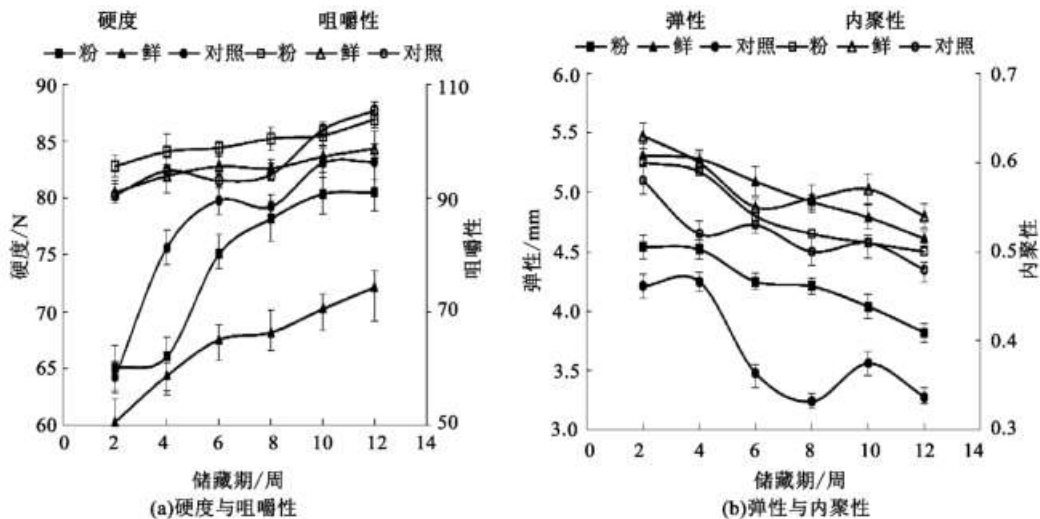 硬度 咀嚼性
粉 鲜 对照 粉 鲜 对照
90
85
80
75
70
65
60
硬度/N
110
90
70
50
咀嚼性
0 2 4 6 8 10 12 14
储藏期/周
(a)硬度与咀嚼性
弹性 内聚性
粉 鲜 对照 粉 鲜 对照
6.0
5.5
5.0
4.5
4.0
3.5
3.0
弹性/mm
0.7
0.6
0.5
0.4
0.3
内聚性
0 2 4 6 8 10 12 14
储藏期/周
(b)弹性与内聚性